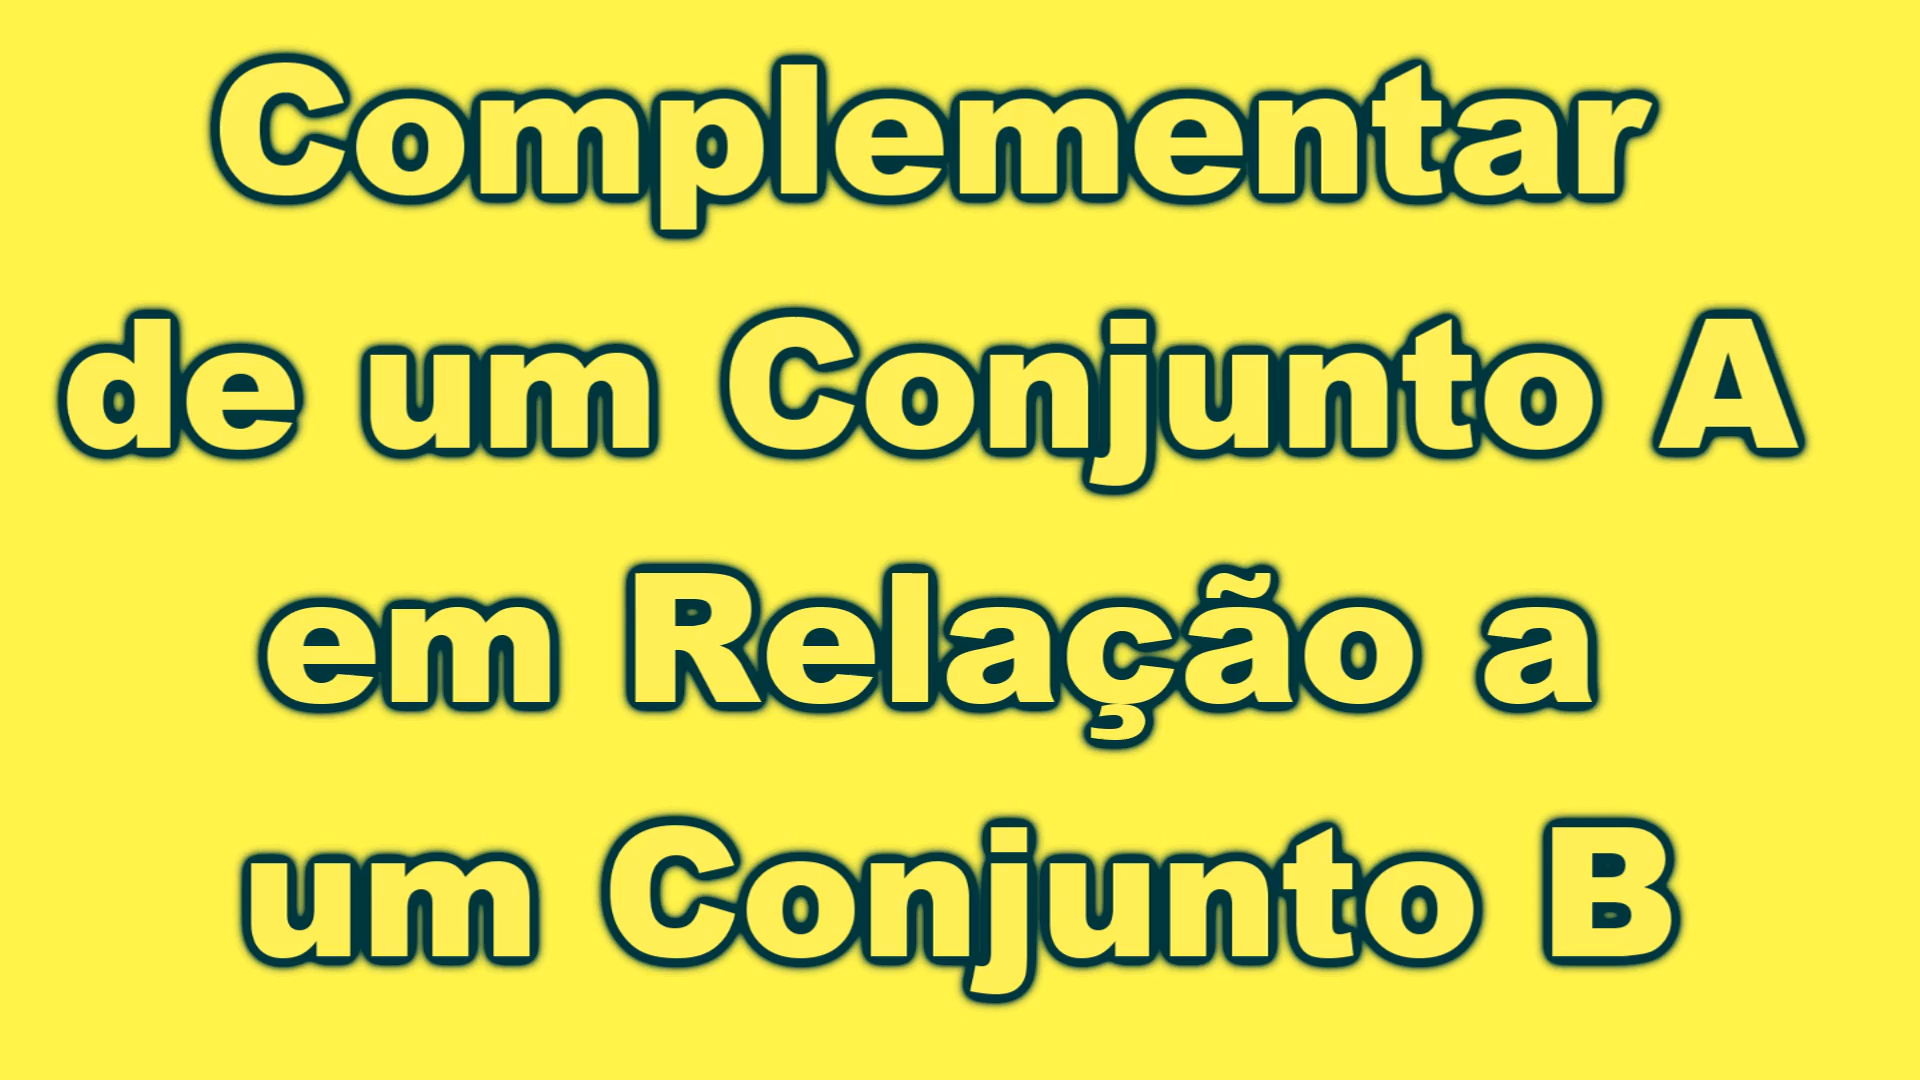 Complementar
de um Conjunto A
em Relação a
um Conjunto B